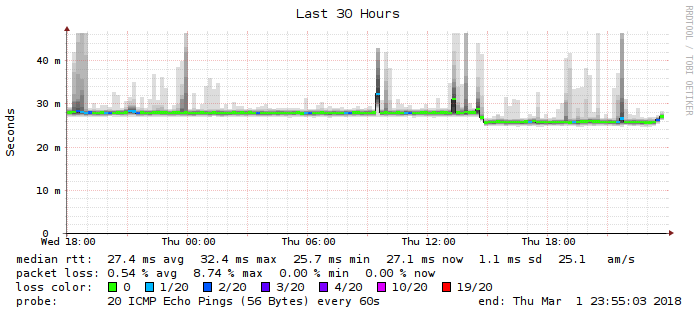 Last 30 Hours
RRDTOOL / TOBI OETIKER
Seconds
40 m
30 m
20 m
10 m
0
Wed 18:00 Thu 00:00 Thu 06:00 Thu 12:00 Thu 18:00
median rtt: 27.4 ms avg 32.4 ms max 25.7 ms min 27.1 ms now 1.1 ms sd 25.1 am/s
packet loss: 0.54 % avg 8.74 % max 0.00 % min 0.00 % now
loss color: 0 1/20 2/20 3/20 4/20 10/20 19/20
probe: 20 ICMP Echo Pings (56 Bytes) every 60s end: Thu Mar 1 23:55:03 2018